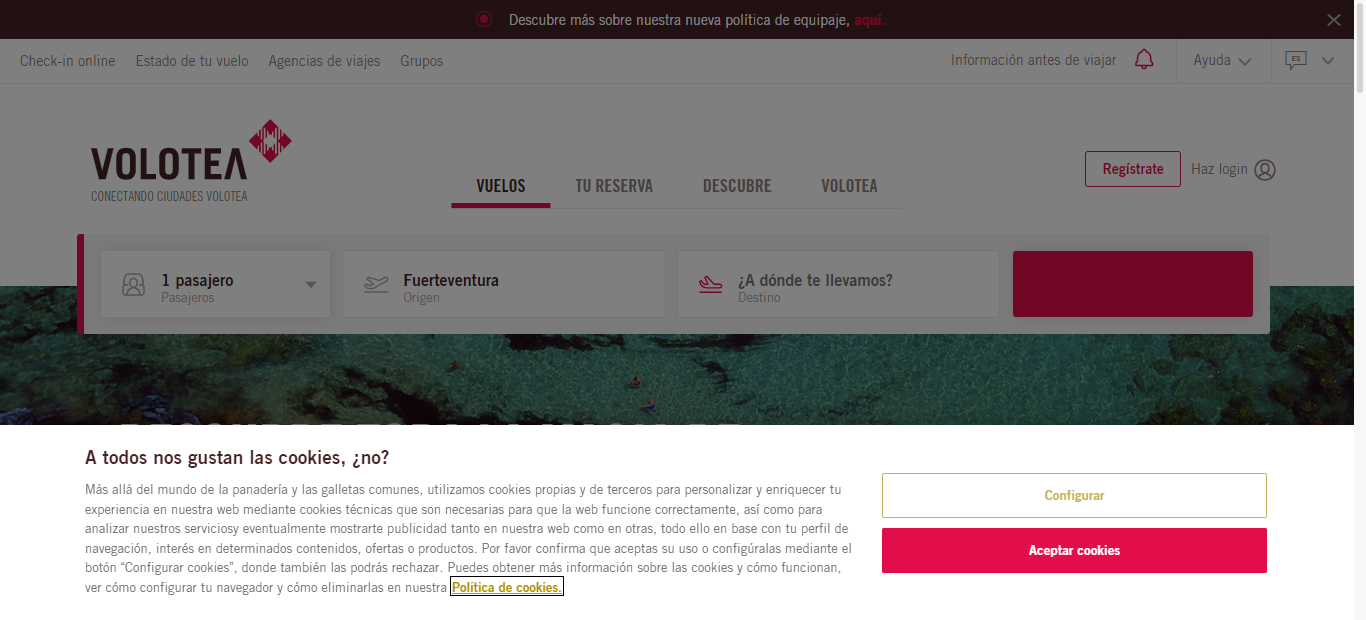 Descubre más sobre nuestra nueva política de equipaje, aquí.
Check-in online Estado de tu vuelo Agencias de viajes Grupos Información antes de viajar Ayuda ES
VOLOTEA
CONECTANDO CIUDADES VOLOTEA
VUELOS TU RESERVA DESCUBRE VOLOTEA
Regístrate Haz login
1 pasajero
Pasajeros
Fuerteventura
Origen
¿A dónde te llevamos?
Destino
A todos nos gustan las cookies, ¿no?
Más allá del mundo de la panadería y las galletas comunes, utilizamos cookies propias y de terceros para personalizar y enriquecer tu
experiencia en nuestra web mediante cookies técnicas que son necesarias para que la web funcione correctamente, así como para
analizar nuestros serviciosy eventualmente mostrarte publicidad tanto en nuestra web como en otras, todo ello en base con tu perfil de
navegación, interés en determinados contenidos, ofertas o productos. Por favor confirma que aceptas su uso o configúralas mediante el
botón “Configurar cookies”, donde también las podrás rechazar. Puedes obtener más información sobre las cookies y cómo funcionan,
ver cómo configurar tu navegador y cómo eliminarlas en nuestra Política de cookies.
Configurar
Aceptar cookies